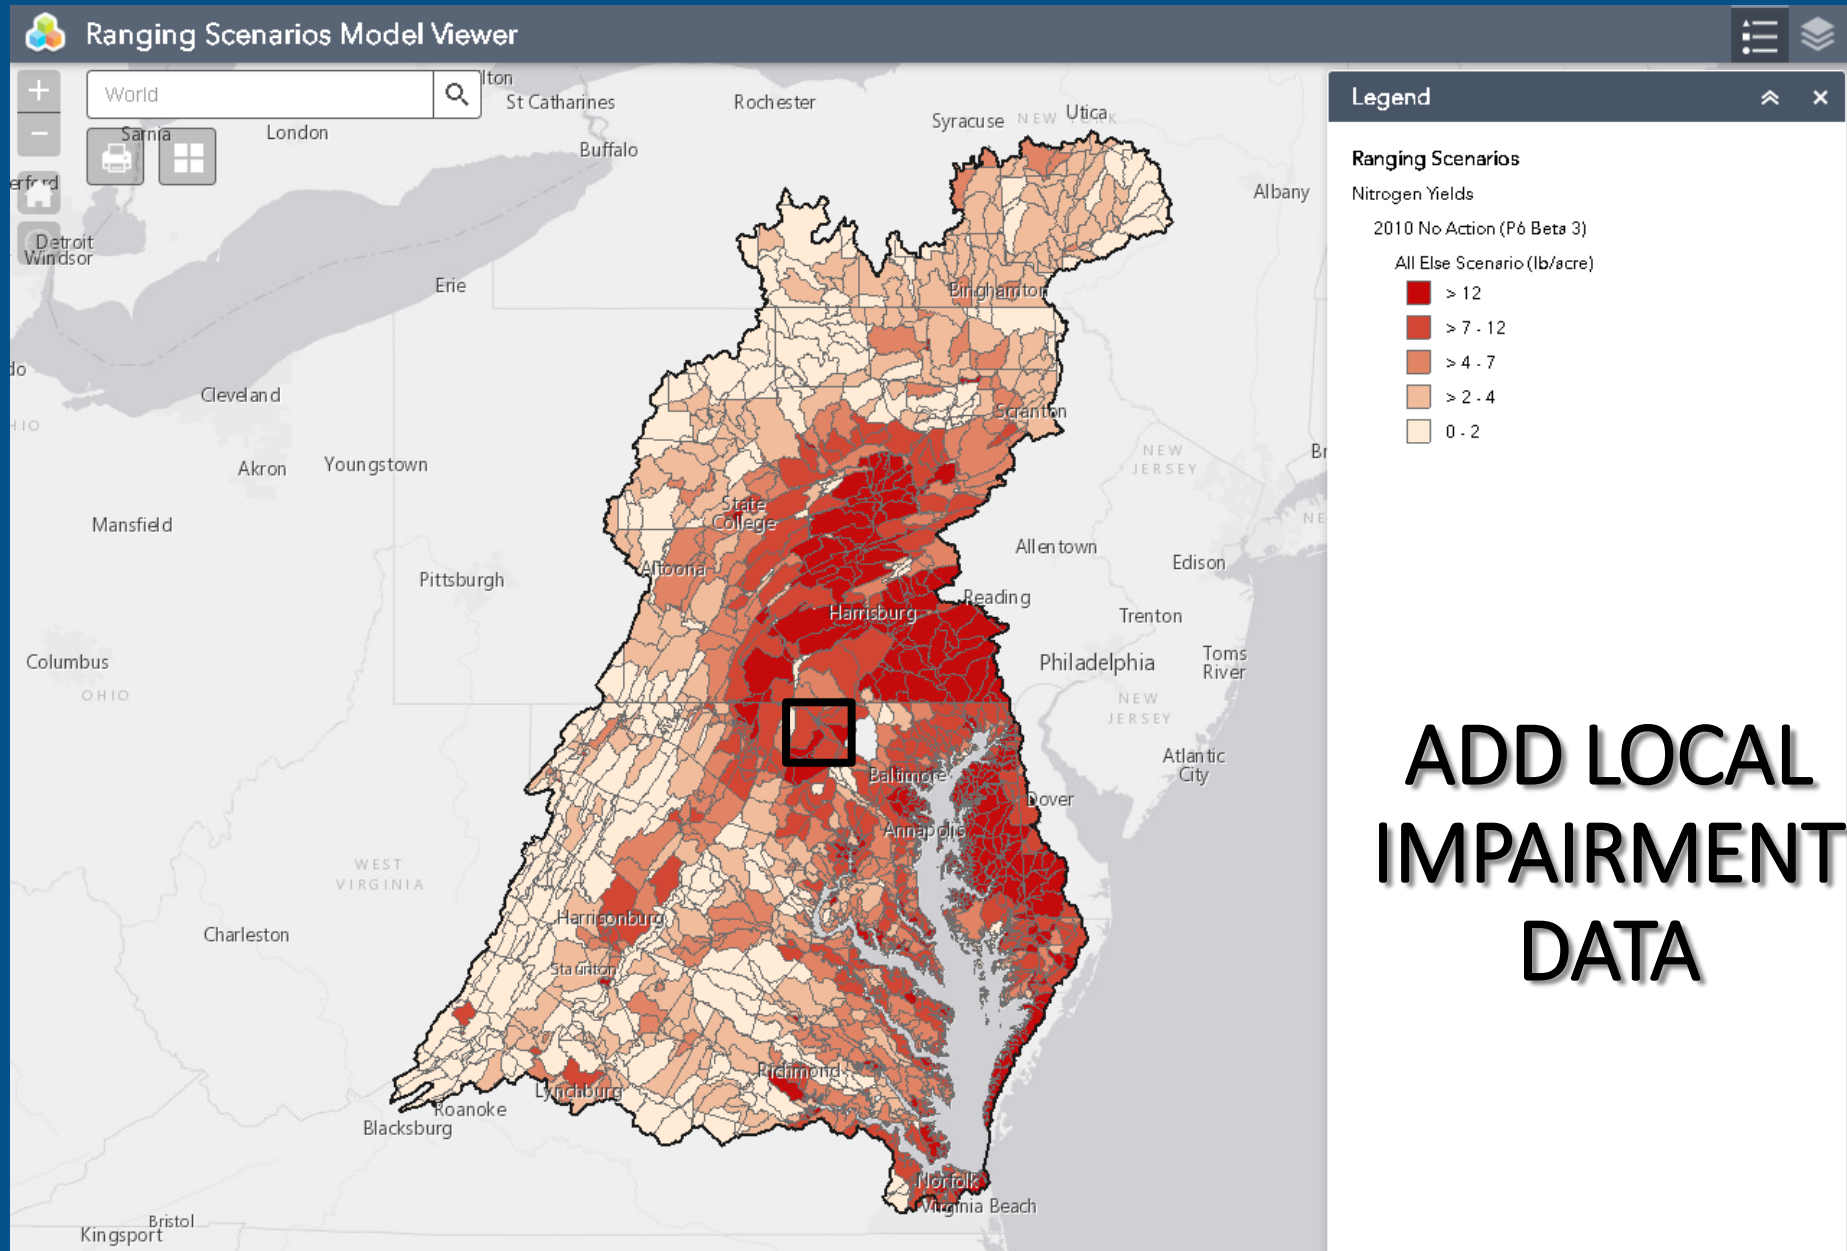 Ranging Scenarios Model Viewer
World
St Catharines
Rochester
Utica
Syracuse
NEW YORK
Sarnia
London
Buffalo
Albany
Detroit
Windsor
Erie
Binghamton
Cleveland
Scranton
NEW
JERSEY
Akron
Youngstown
State
College
Mansfield
Allentown
Edison
Altoona
Pittsburgh
Reading
Harrisburg
Trenton
Columbus
OHIO
Philadelphia
Toms
River
NEW
JERSEY
Atlantic
City
Baltimore
Dover
Annapolis
WEST
VIRGINIA
Harrisonburg
Charleston
Staunton
Richmond
Lynchburg
Roanoke
Blacksburg
Norfolk
Virginia Beach
Bristol
Kingsport
Legend
Ranging Scenarios
Nitrogen Yields
2010 No Action (P6 Beta 3)
All Else Scenario (lb/acre)
> 12
> 7 - 12
> 4 - 7
> 2 - 4
0 - 2
ADD LOCAL
IMPAIRMENT
DATA